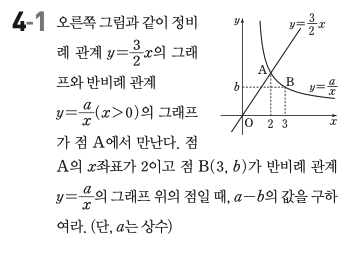 4-1 오른쪽 그림과 같이 정비
례 관계 y=3/2x의 그래
프와 반비례 관계
y=a/x(x>0)의 그래프
가 점 A에서 만난다. 점
A의 x좌표가 2이고 점 B(3, b)가 반비례 관계
y=a/x의 그래프 위의 점일 때, a-b의 값을 구하
여라. (단, a는 상수)
y
y=3/2x
A
B
b
y=a/x
O
2
3
x